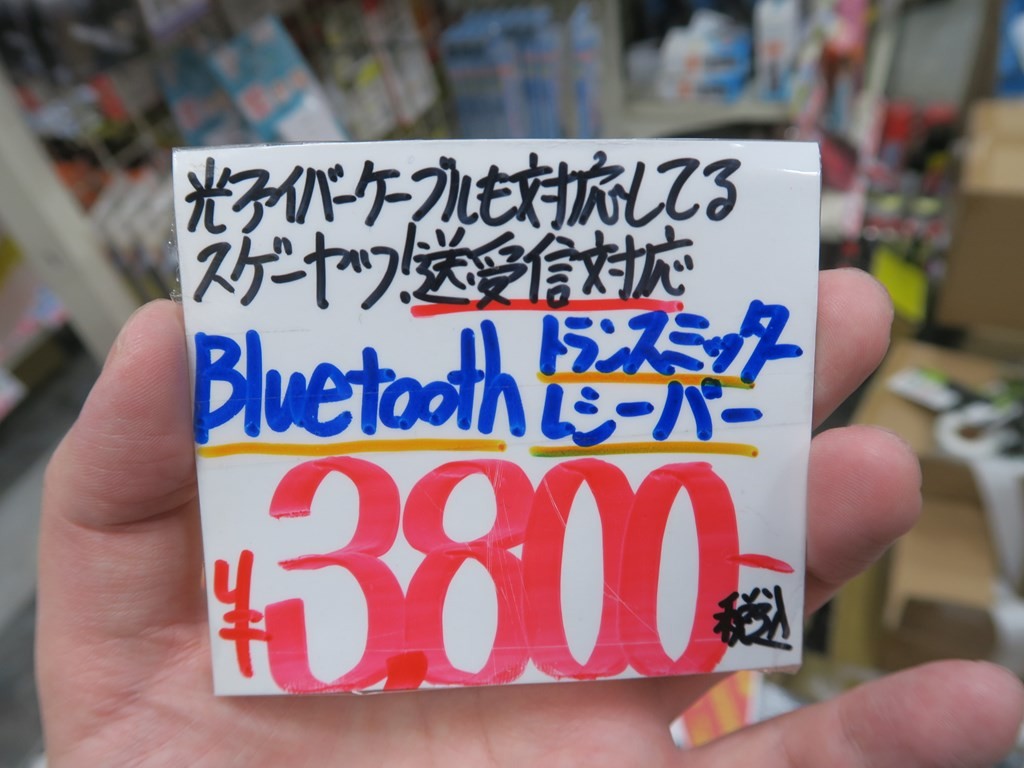 光ファイバーケーブルも対応してる
スゲーヤツ!送受信対応
Bluetooth トランスミッター
レシーバー
¥3,800-
税込